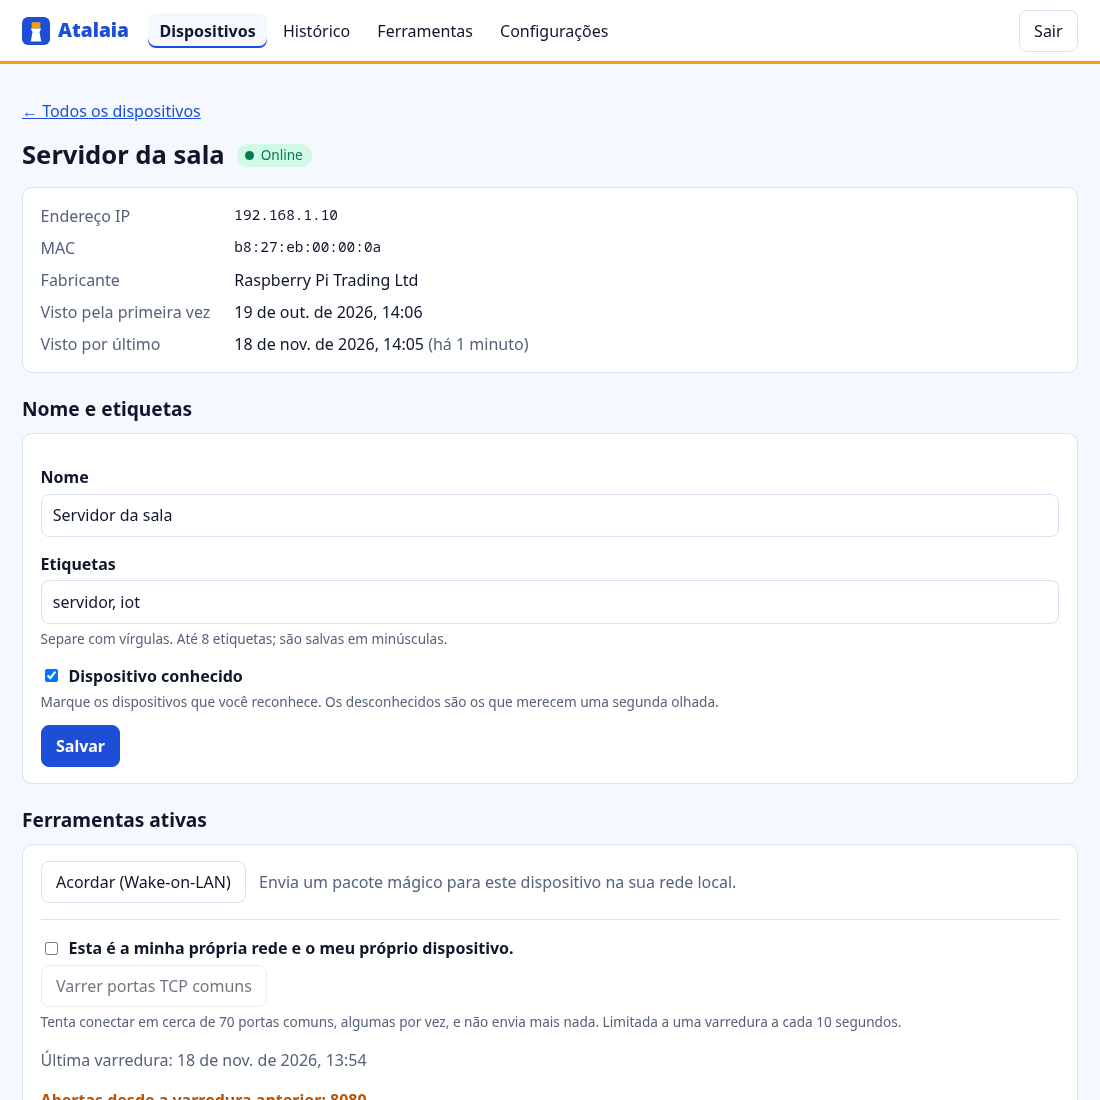 Atalaia
Dispositivos
Histórico
Ferramentas
Configurações
Sair
← Todos os dispositivos
Servidor da sala
Online
Endereço IP 192.168.1.10
MAC b8:27:eb:00:00:0a
Fabricante Raspberry Pi Trading Ltd
Visto pela primeira vez 19 de out. de 2026, 14:06
Visto por último 18 de nov. de 2026, 14:05 (há 1 minuto)
Nome e etiquetas
Nome
Servidor da sala
Etiquetas
servidor, iot
Separe com vírgulas. Até 8 etiquetas; são salvas em minúsculas.
Dispositivo conhecido
Marque os dispositivos que você reconhece. Os desconhecidos são os que merecem uma segunda olhada.
Salvar
Ferramentas ativas
Acordar (Wake-on-LAN) Envia um pacote mágico para este dispositivo na sua rede local.
Esta é a minha própria rede e o meu próprio dispositivo.
Varrer portas TCP comuns
Tenta conectar em cerca de 70 portas comuns, algumas por vez, e não envia mais nada. Limitada a uma varredura a cada 10 segundos.
Última varredura: 18 de nov. de 2026, 13:54
Abertas desde a varredura anterior: 8080